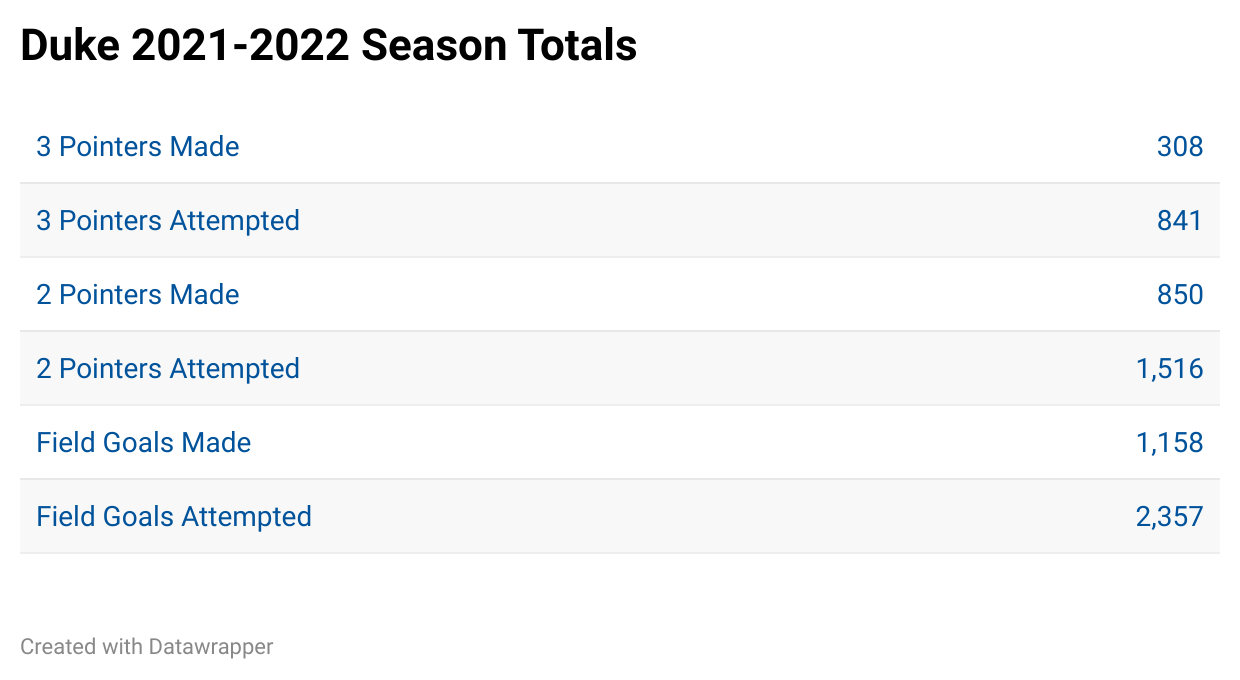 Duke 2021-2022 Season Totals
3 Pointers Made 308
3 Pointers Attempted 841
2 Pointers Made 850
2 Pointers Attempted 1,516
Field Goals Made 1,158
Field Goals Attempted 2,357
Created with Datawrapper